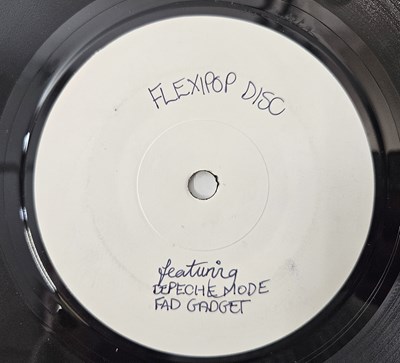 FLEXIPOP DISC
featuring
DEPECHE MODE
FAD GADGET